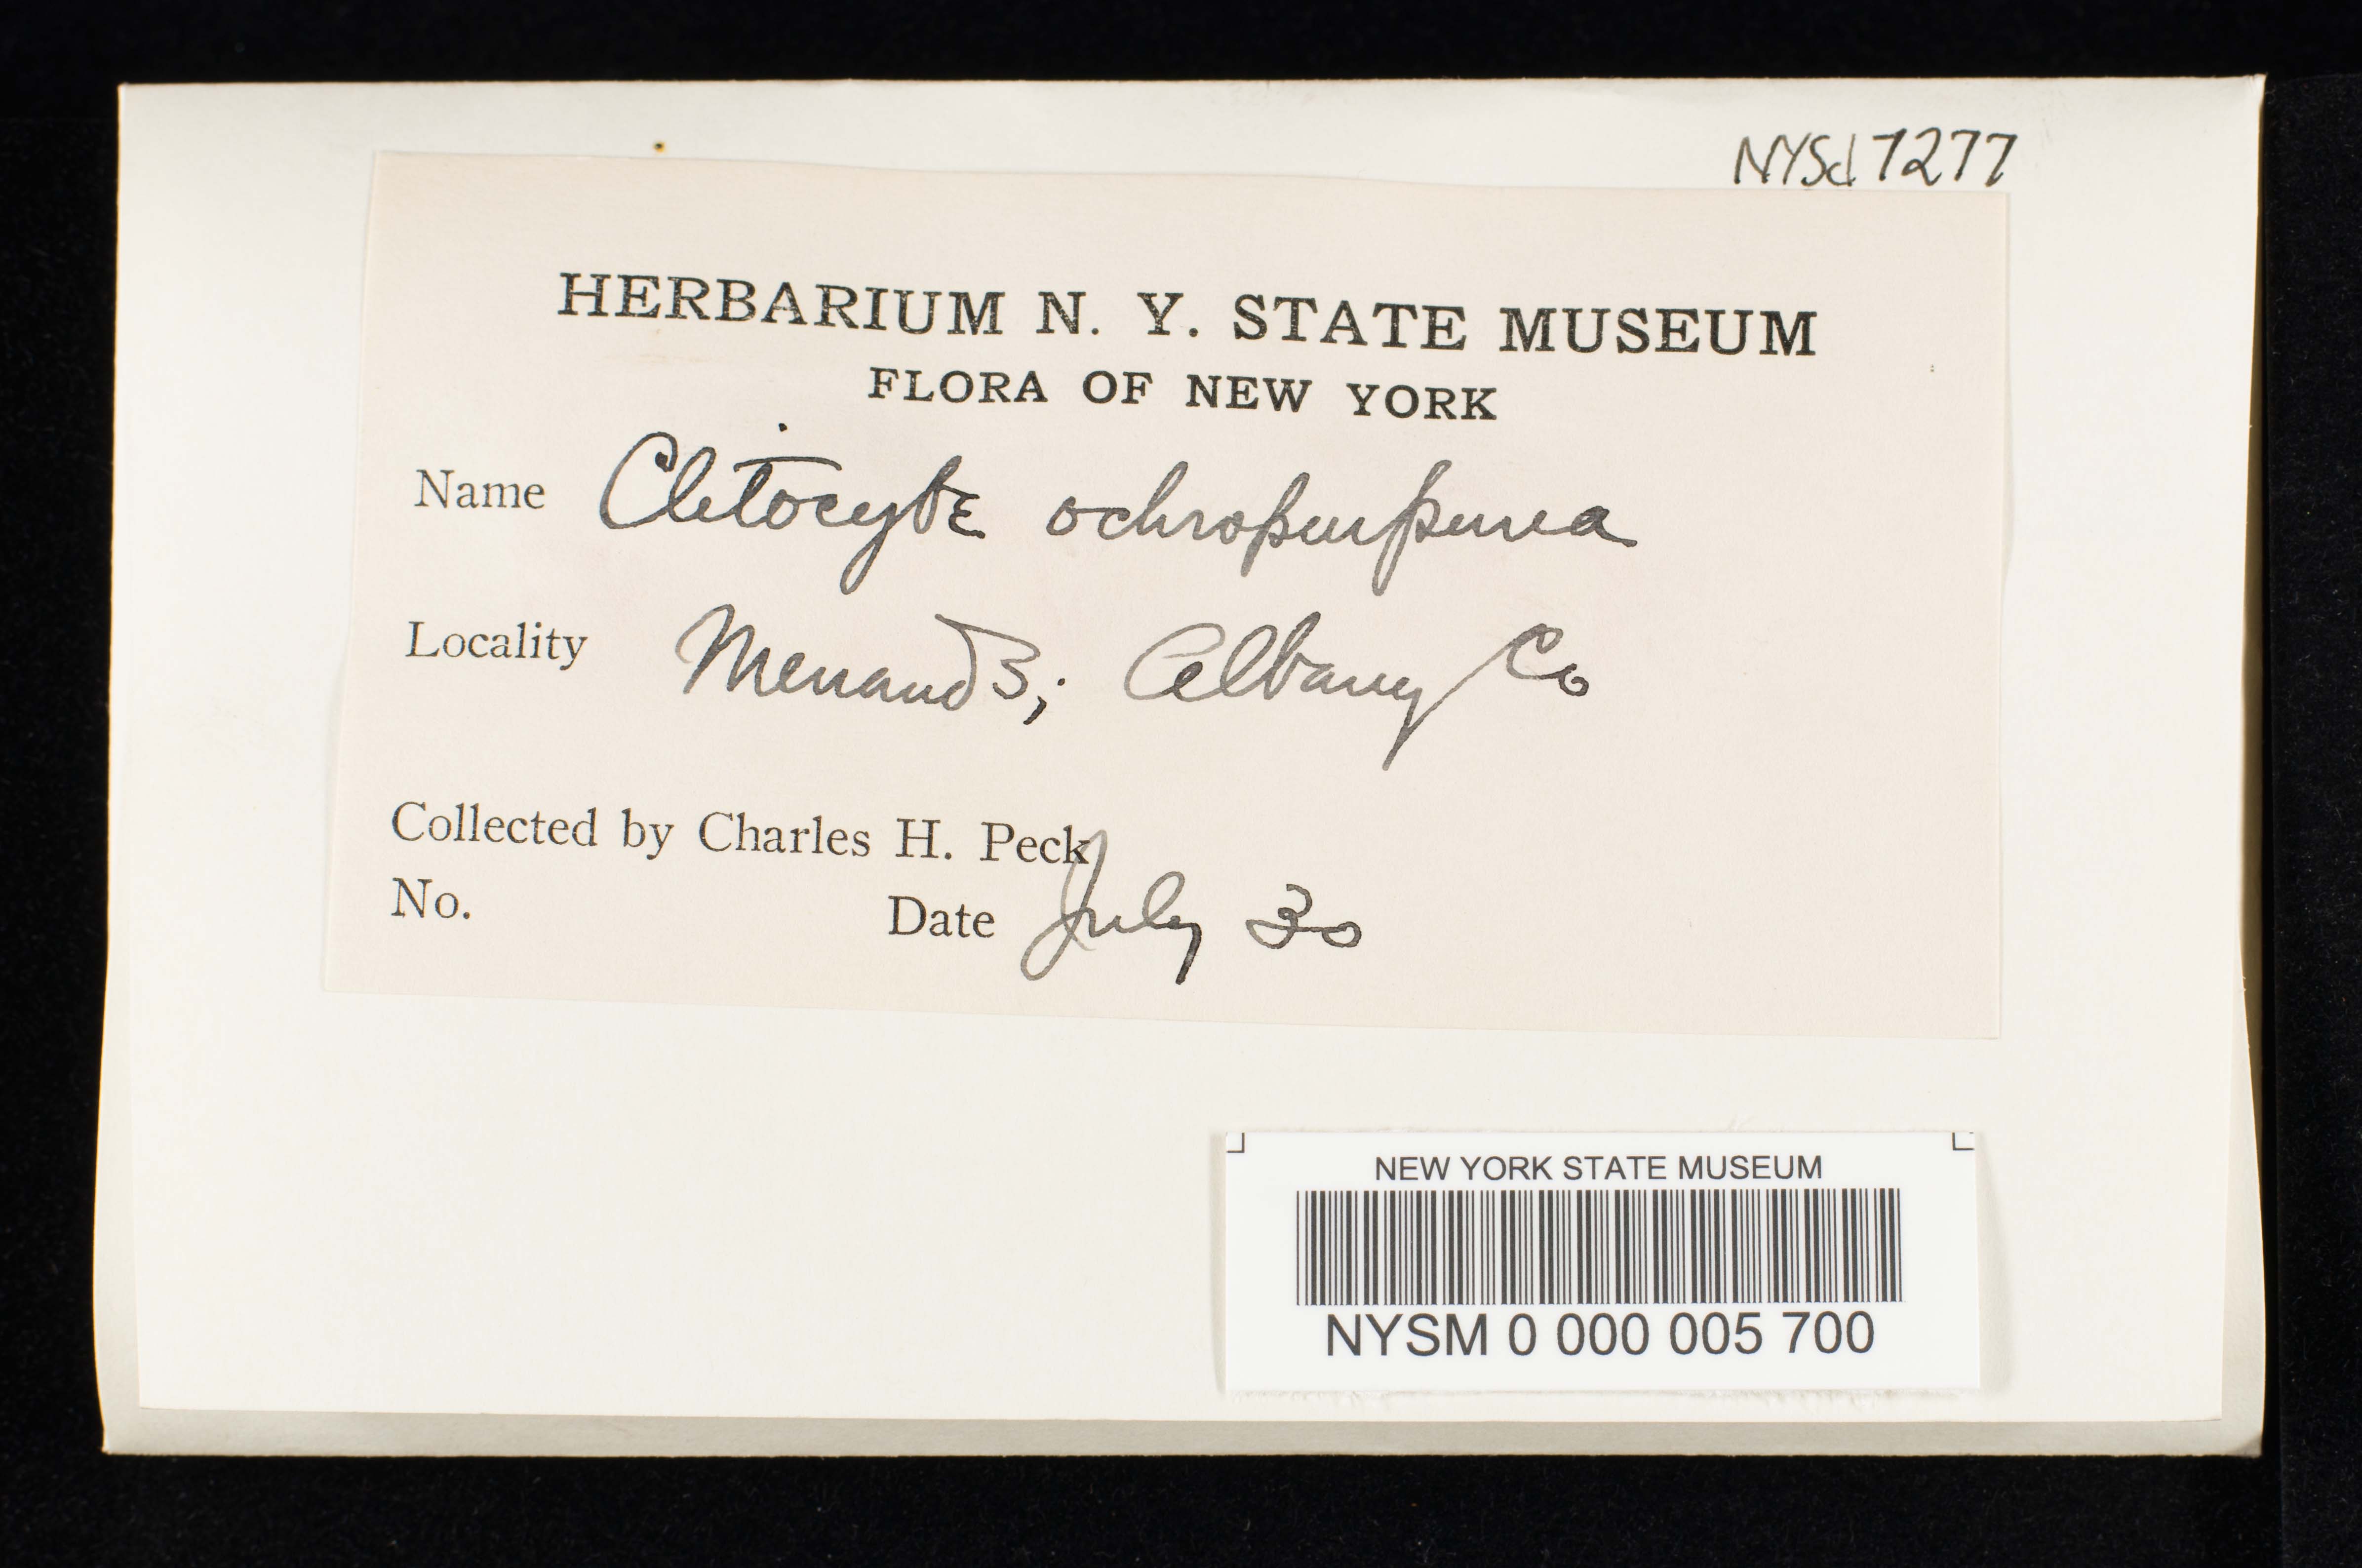 NYSd 7277
HERBARIUM N. Y. STATE MUSEUM
FLORA OF NEW YORK
Name Clitocybe ochropurpurea
Locality Menands; Albany Co
Collected by Charles H. Peck
No. Date July 30
NEW YORK STATE MUSEUM
NYSM 0 000 005 700